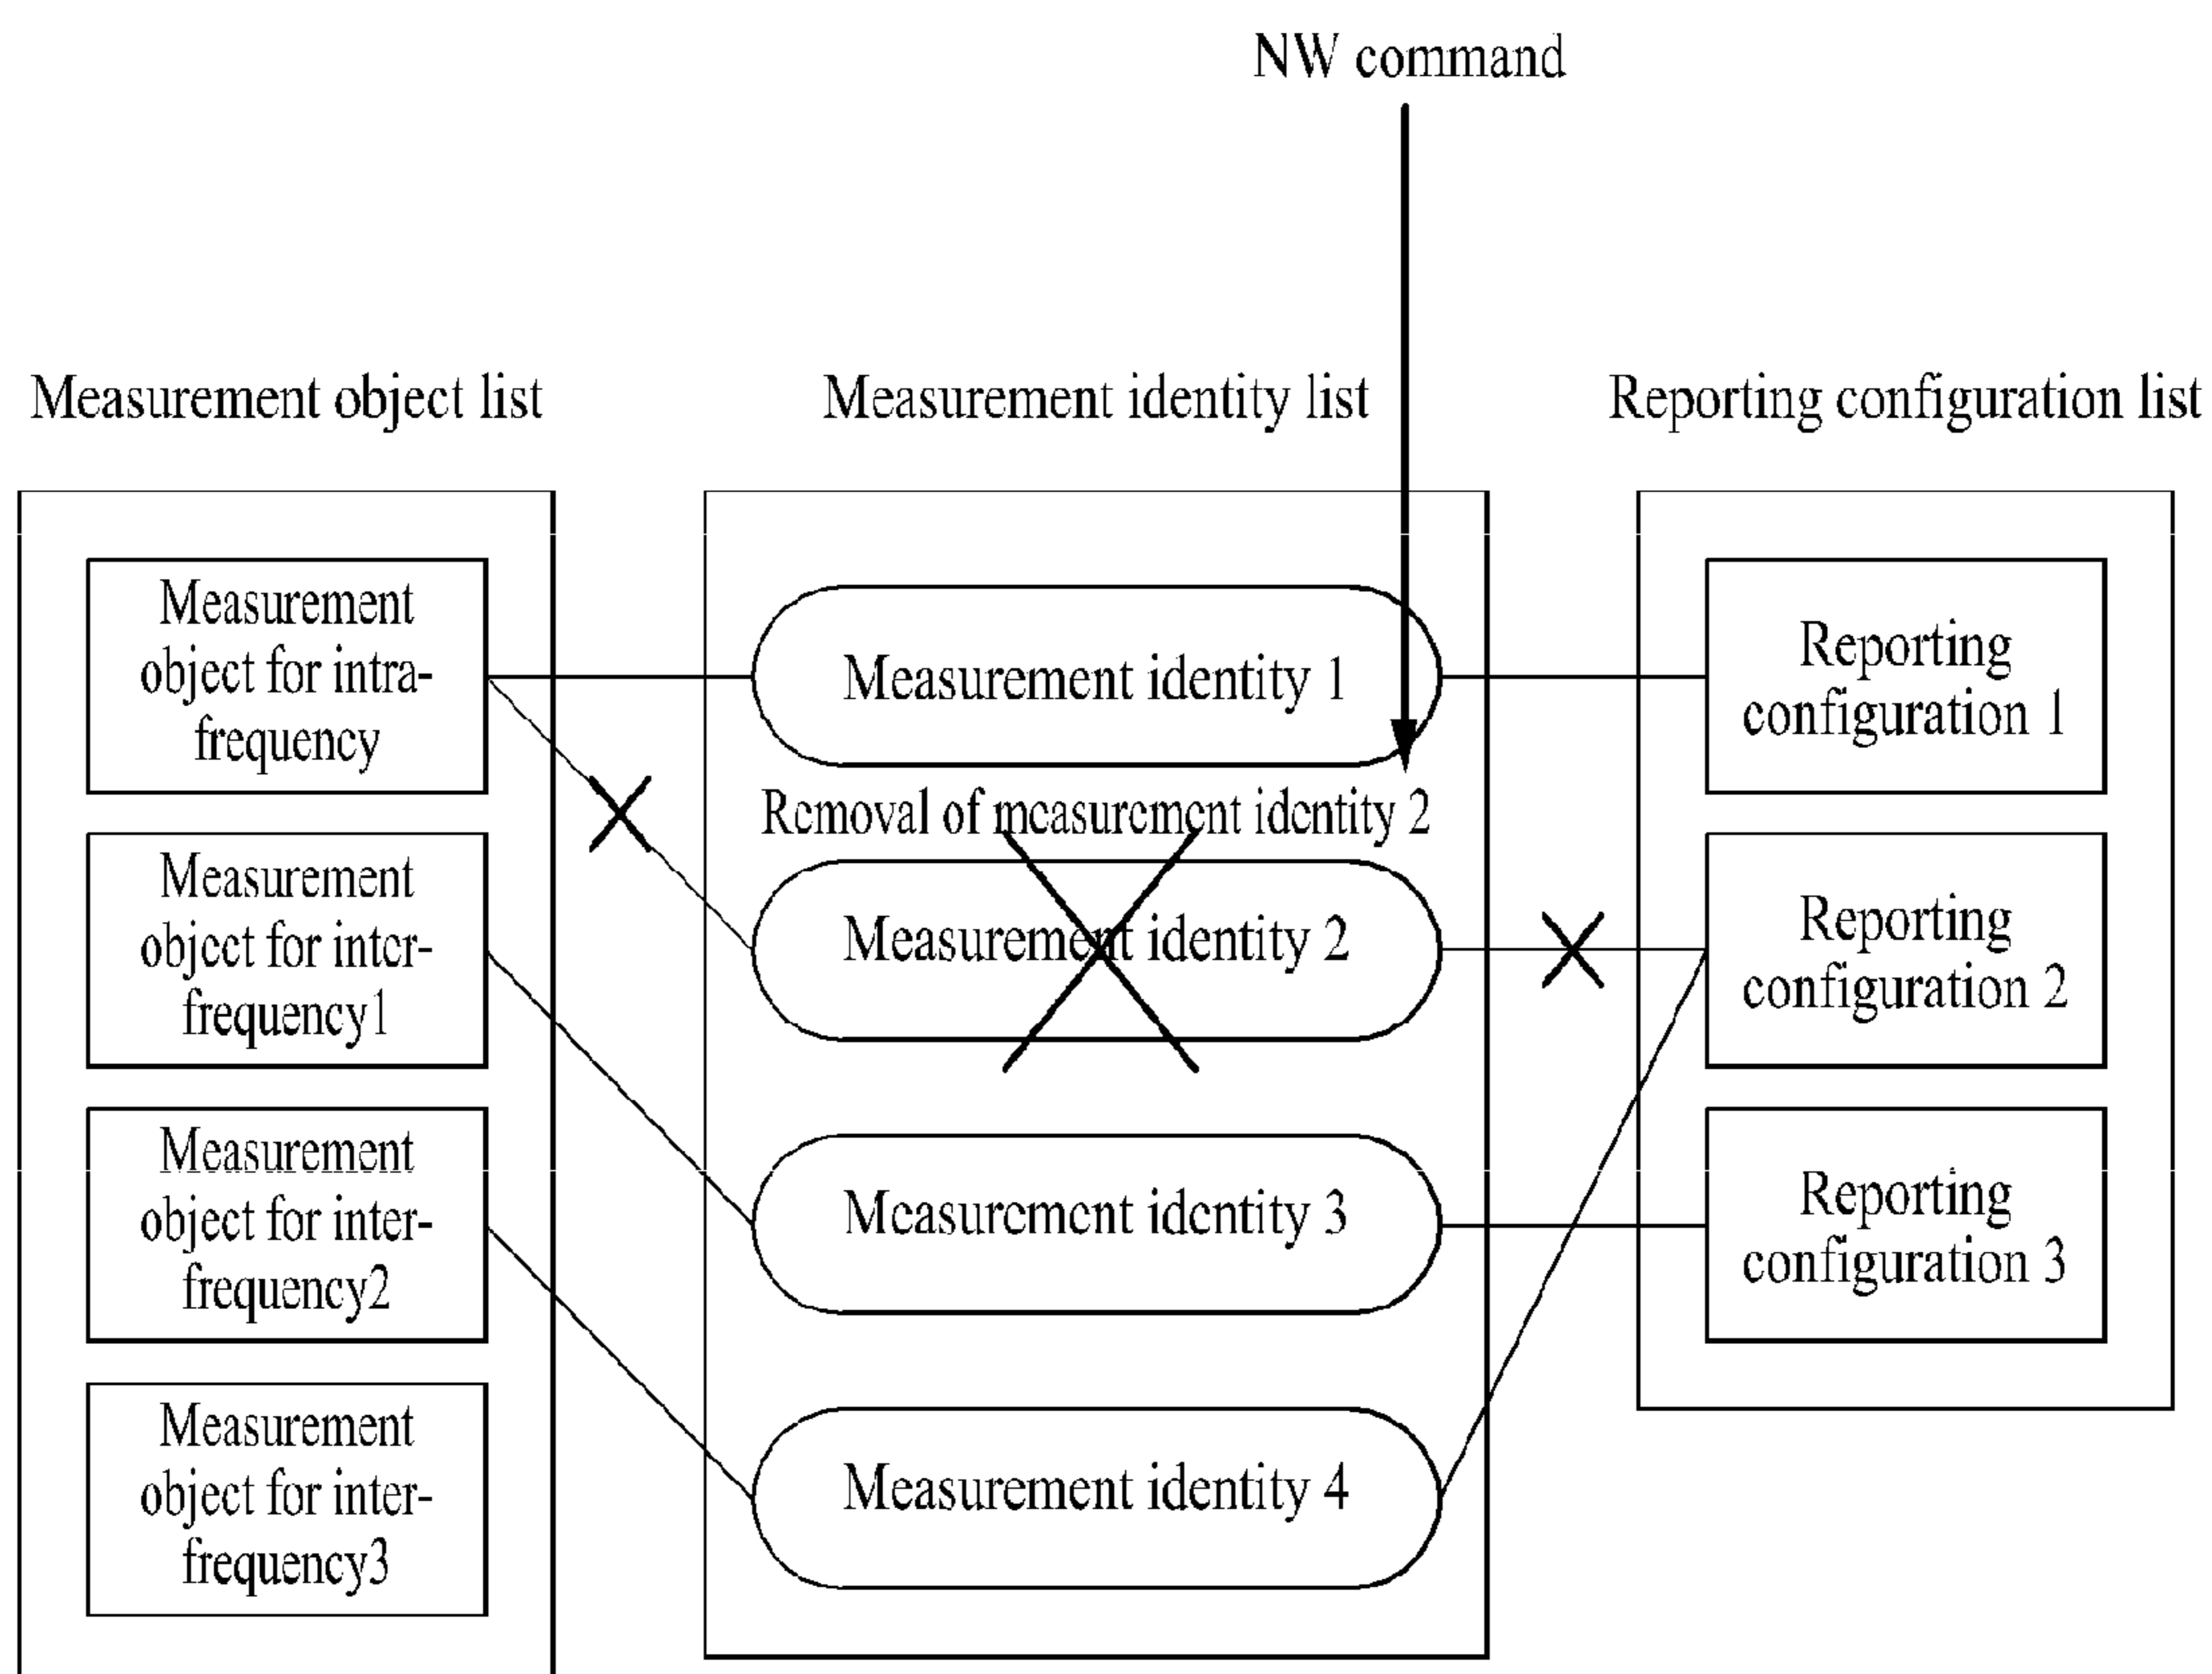 NW command
Measurement object list
Measurement identity list
Reporting configuration list
Measurement
object for intra-
frequency
Measurement
object for inter-
frequency1
Measurement
object for inter-
frequency2
Measurement
object for inter-
frequency3
Measurement identity 1
Removal of measurement identity 2
Measurement identity 2
Measurement identity 3
Measurement identity 4
Reporting
configuration 1
Reporting
configuration 2
Reporting
configuration 3